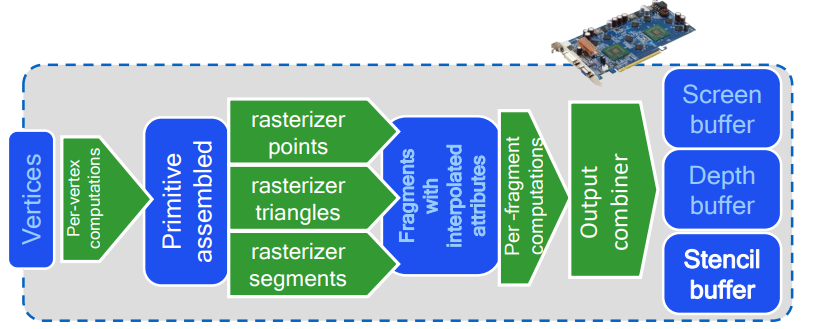 Vertices
Per-vertex
computations
Primitive
assembled
rasterizer
points
rasterizer
triangles
rasterizer
segments
Fragments
with
interpolated
attributes
Per -fragment
computations
Output
combiner
Screen
buffer
Depth
buffer
Stencil
buffer